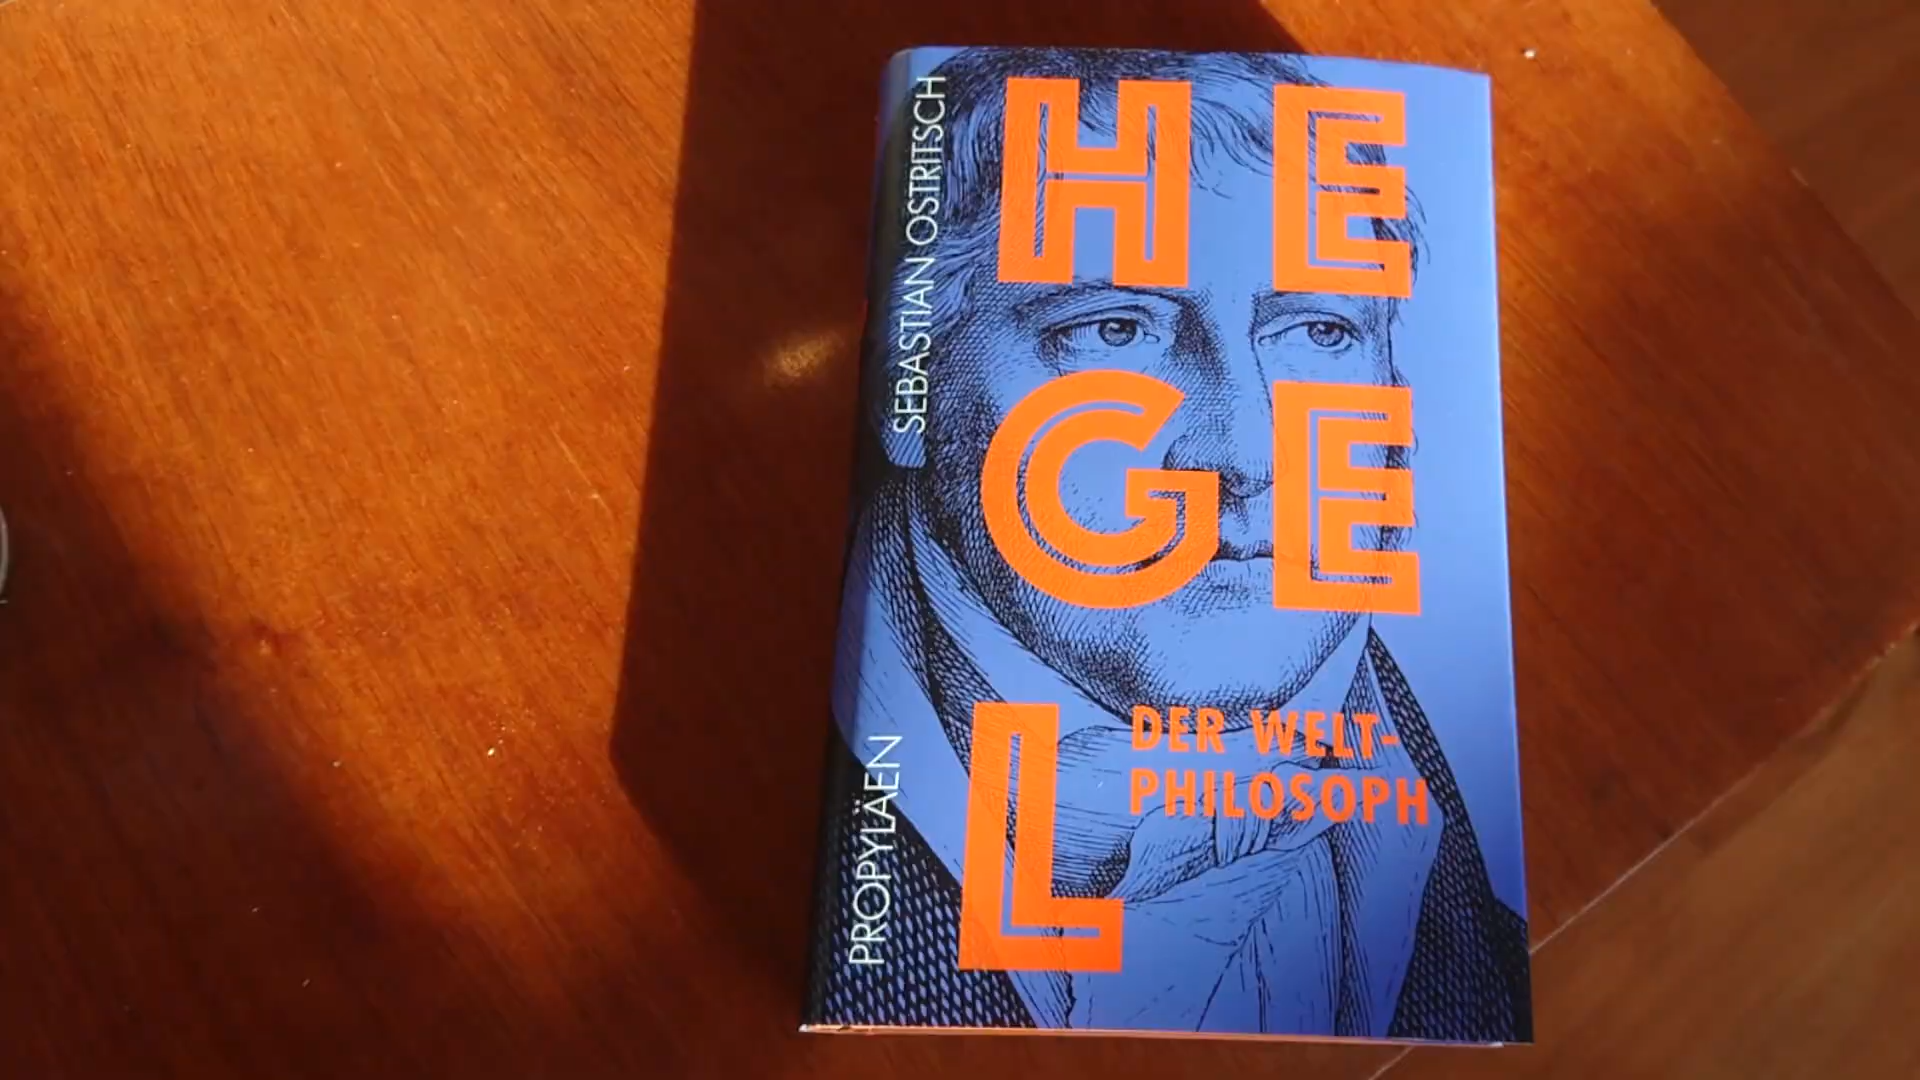 SEBASTIAN OSTRITSCH
HE
GE
L
DER WELT-
PHILOSOPH
PROPYLÄEN